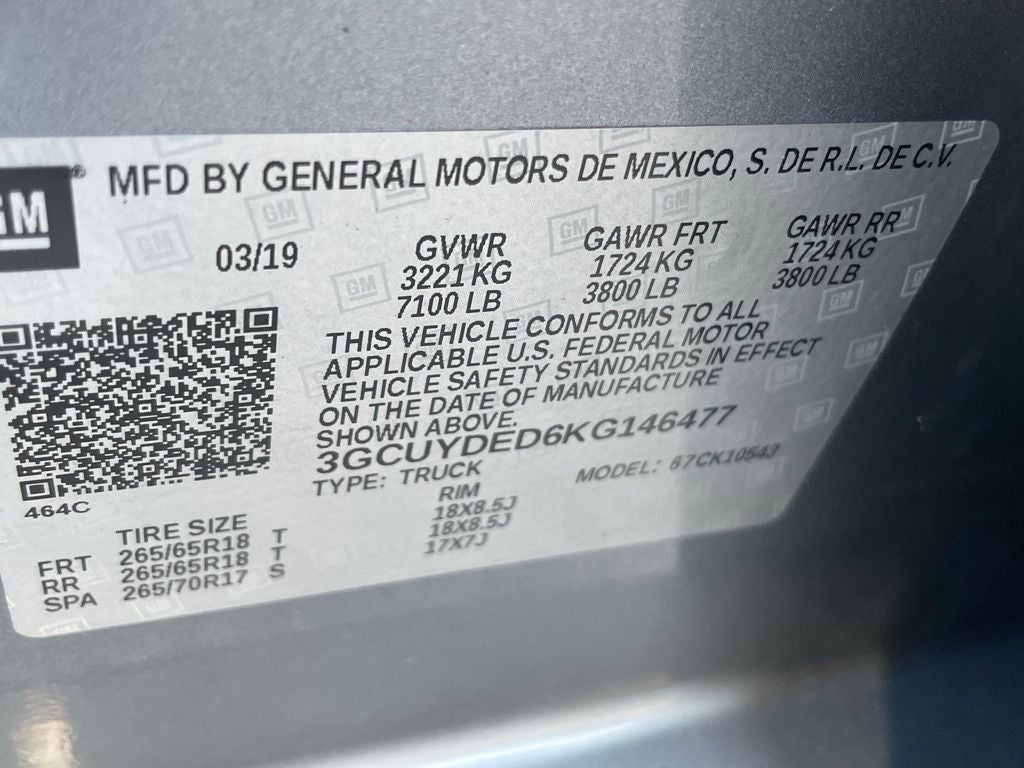 GM
MFD BY GENERAL MOTORS DE MEXICO, S. DE R.L. DE C.V.
03/19
GVWR GAWR FRT GAWR RR
3221 KG 1724 KG 1724 KG
7100 LB 3800 LB 3800 LB
THIS VEHICLE CONFORMS TO ALL
APPLICABLE U.S. FEDERAL MOTOR
VEHICLE SAFETY STANDARDS IN EFFECT
ON THE DATE OF MANUFACTURE
SHOWN ABOVE.
3GCUYDED6KG146477
TYPE: TRUCK MODEL: 67CK10543
464C
TIRE SIZE RIM
FRT 265/65R18 T 18X8.5J
RR 265/65R18 T 18X8.5J
SPA 265/70R17 S 17X7J